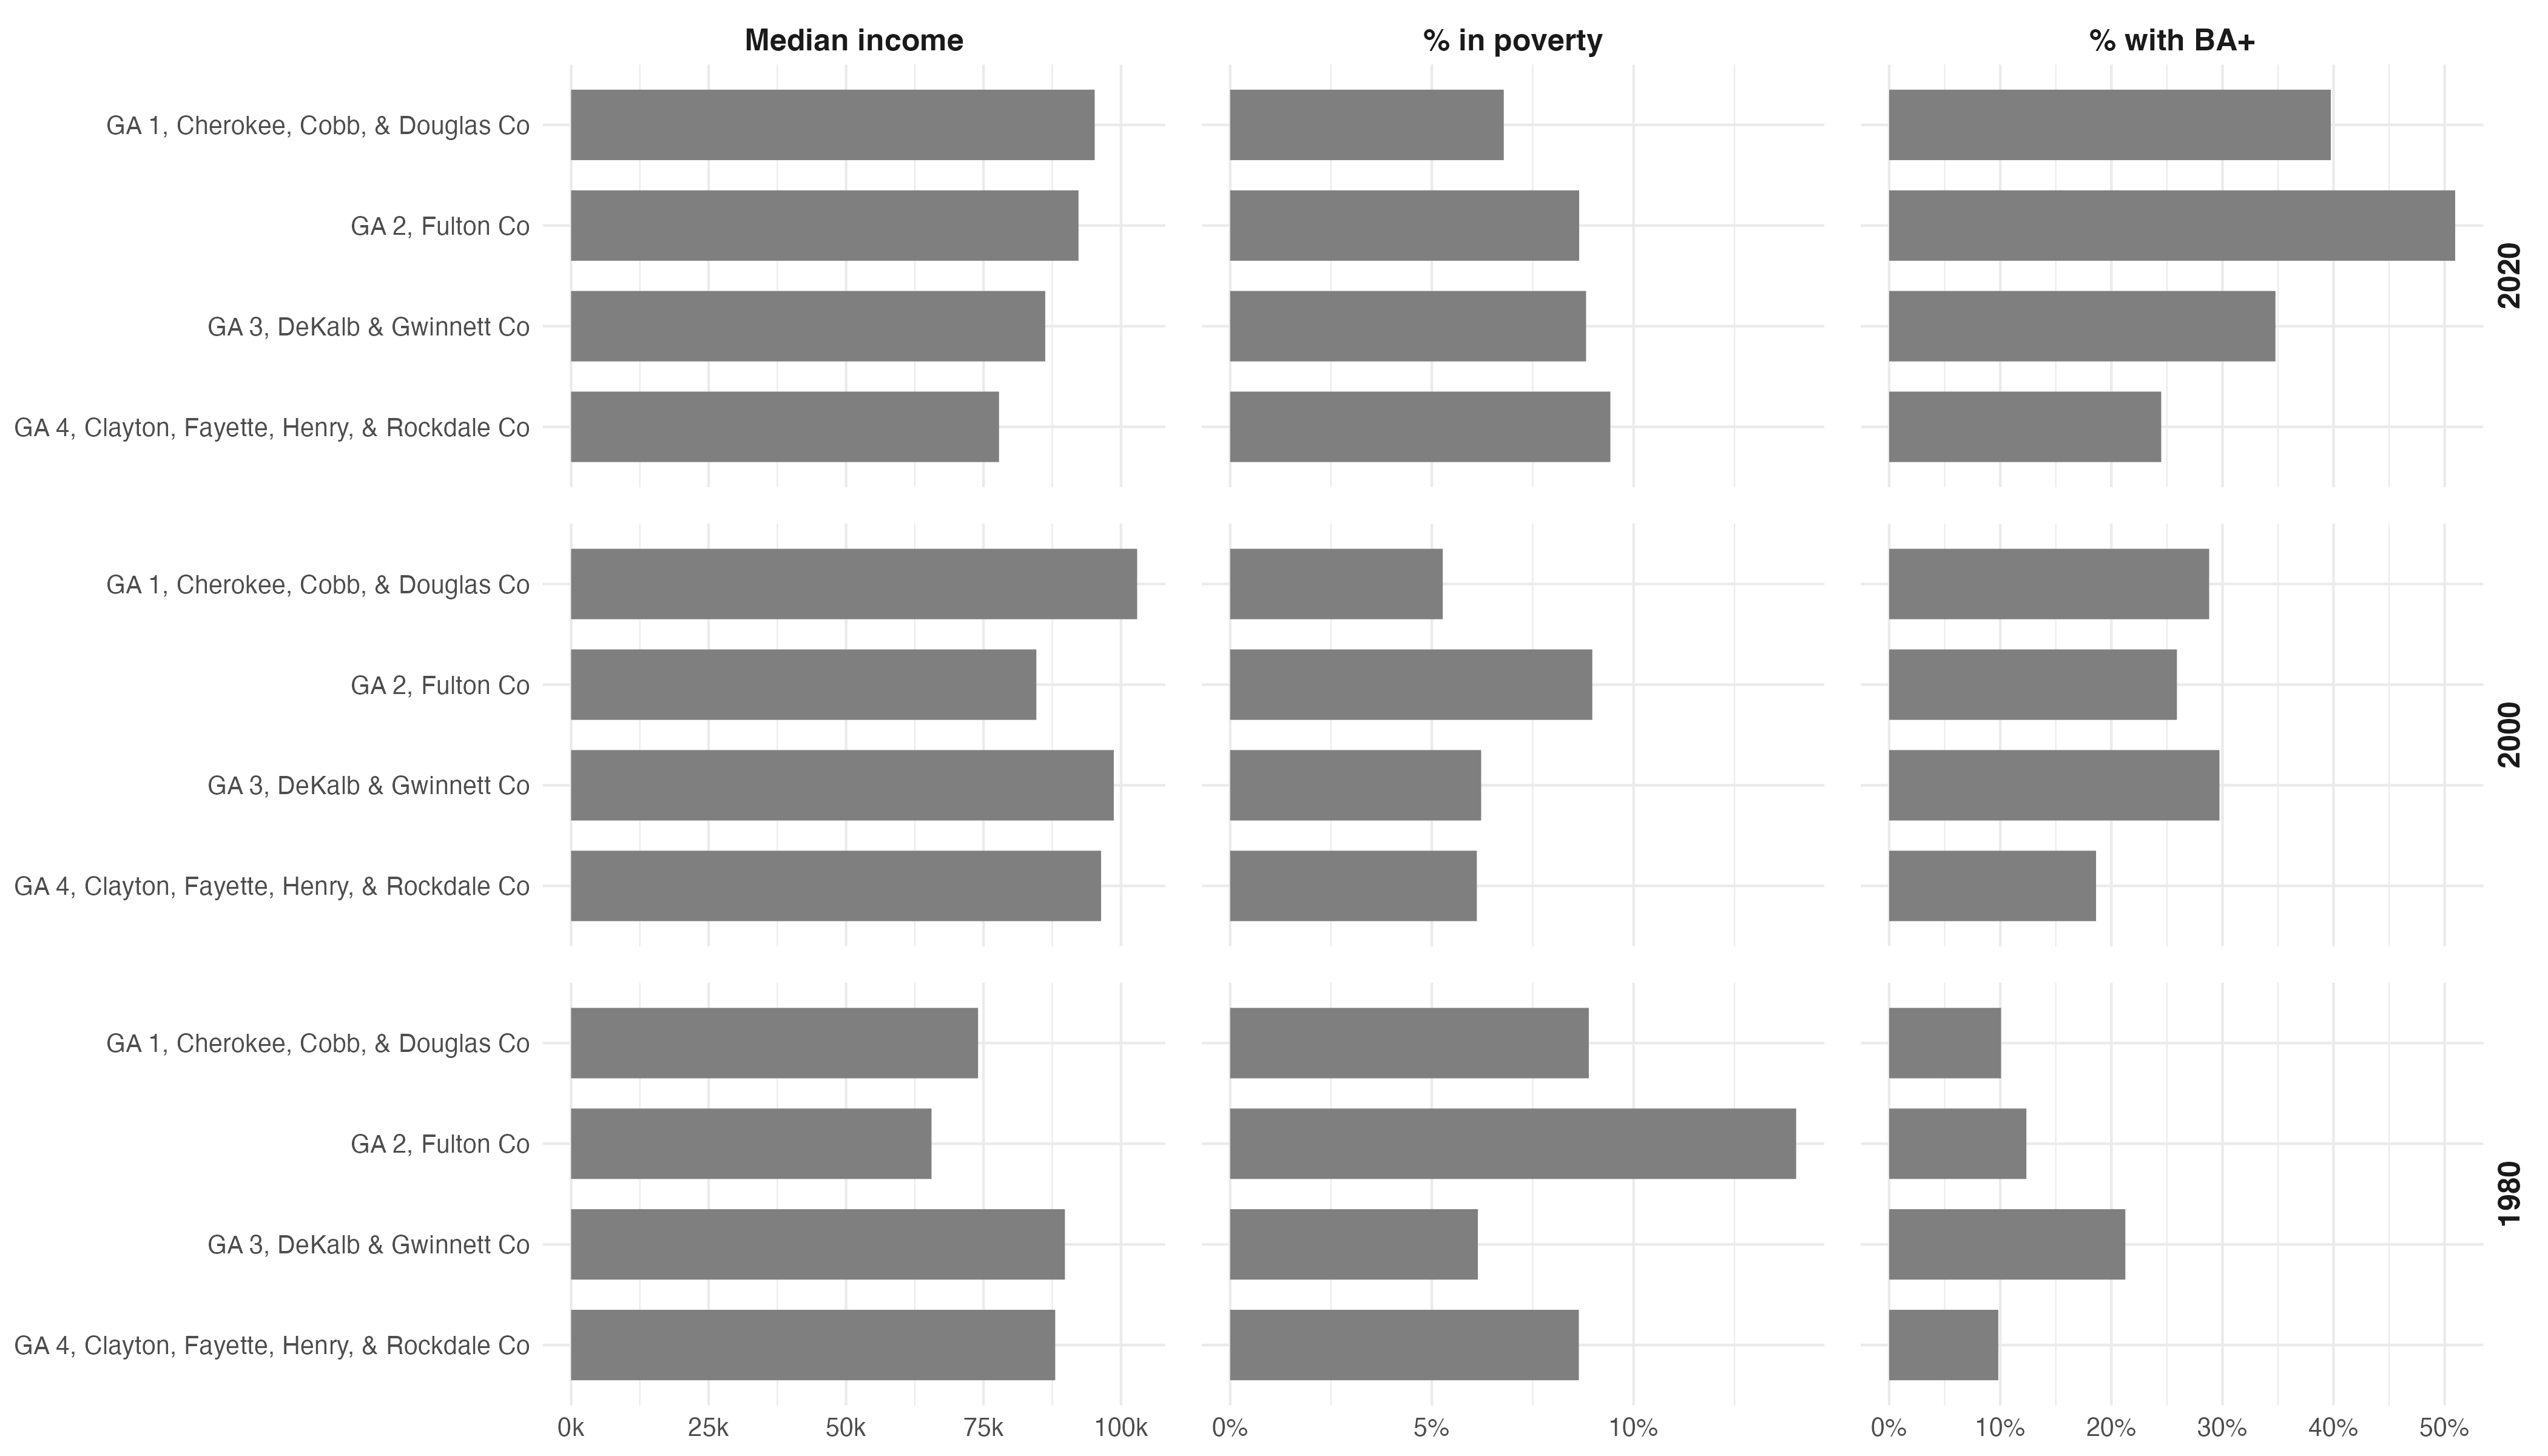 Median income
% in poverty
% with BA+
GA 1, Cherokee, Cobb, & Douglas Co
GA 2, Fulton Co
GA 3, DeKalb & Gwinnett Co
GA 4, Clayton, Fayette, Henry, & Rockdale Co
2020
GA 1, Cherokee, Cobb, & Douglas Co
GA 2, Fulton Co
GA 3, DeKalb & Gwinnett Co
GA 4, Clayton, Fayette, Henry, & Rockdale Co
2000
GA 1, Cherokee, Cobb, & Douglas Co
GA 2, Fulton Co
GA 3, DeKalb & Gwinnett Co
GA 4, Clayton, Fayette, Henry, & Rockdale Co
1980
0k 25k 50k 75k 100k
0% 5% 10%
0% 10% 20% 30% 40% 50%